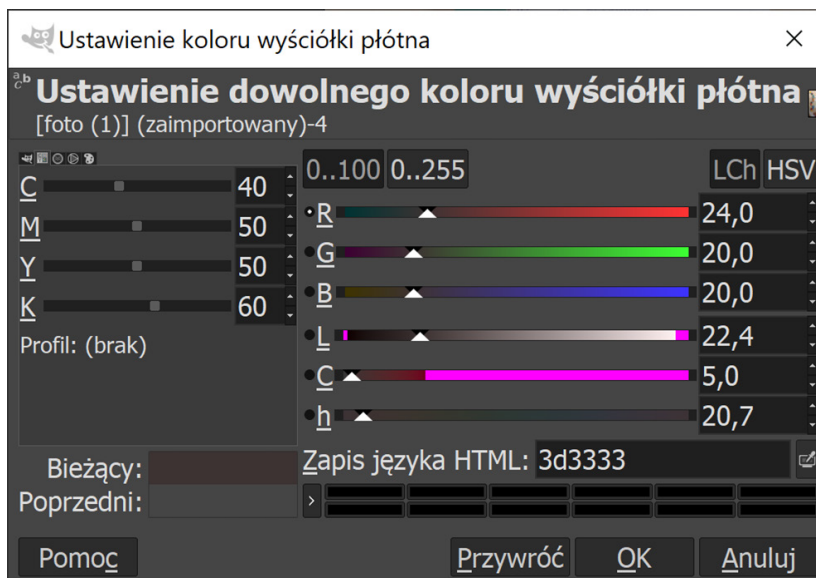 Ustawienie koloru wyściółki płótna
Ustawienie dowolnego koloru wyściółki płótna
[foto (1)] (zaimportowany)-4
C 40
M 50
Y 50
K 60
Profil: (brak)
Bieżący:
Poprzedni:
0..100 0..255 LCh HSV
R 24,0
G 20,0
B 20,0
L 22,4
C 5,0
h 20,7
Zapis języka HTML: 3d3333
Pomoc Przywróć OK Anuluj